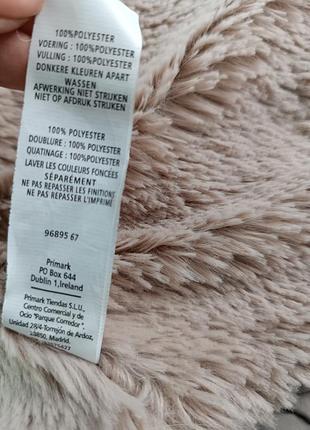 100%POLYESTER
VOERING : 100%POLYESTER
VULLING : 100%POLYESTER
DONKERE KLEUREN APART
WASSEN
AFWERKING NIET STRIJKEN
NIET OP AFDRUK STRIJKEN
100% POLYESTER
DOUBLURE : 100% POLYESTER
QUATINAGE : 100% POLYESTER
LAVER LES COULEURS FONCÉES
SÉPARÉMENT
NE PAS REPASSER LES FINITIONS
NE PAS REPASSER L'IMPRIMÉ
96895 67
Primark
PO Box 644
Dublin 1,Ireland
Primark Tiendas S.L.U.,
Centro Comercial y de
Ocio "Parque Corredor"
Unidad 28/4-Torrejón de Ardoz,
28850, Madrid.